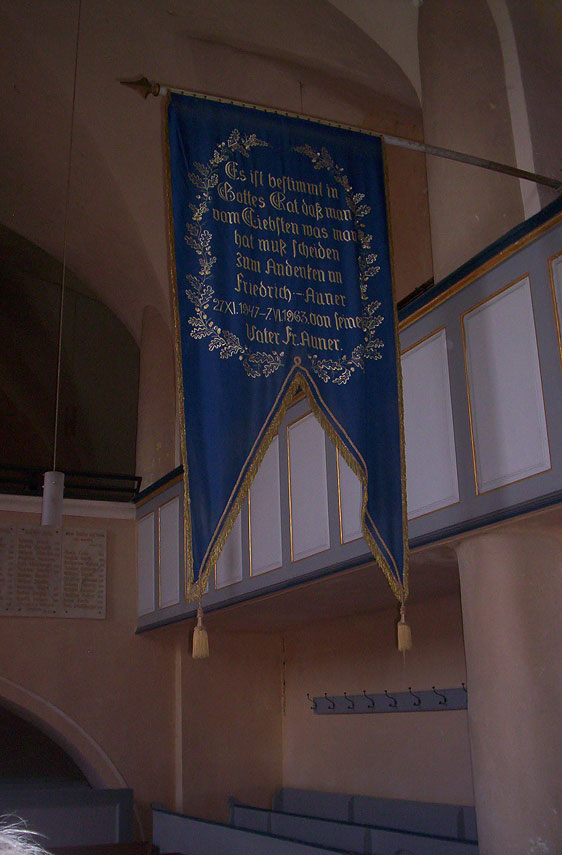 Es ist bestimmt in
Gottes Rat daß man
vom Liebsten was man
hat muß scheiden
zum Andenken an
Friedrich Auner
27.XI.1947-7.VI.1963.von seinem
Vater Fr. Auner.